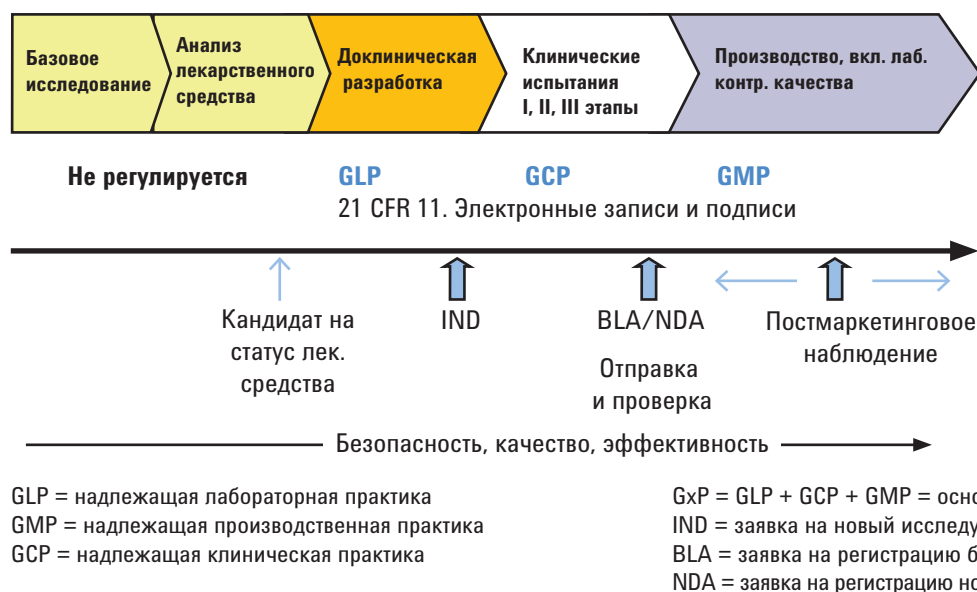 Базовое
исследование
Анализ
лекарственного
средства
Доклиническая
разработка
Клинические
испытания
I, II, III этапы
Производство, вкл. лаб.
контр. качества
Не регулируется
GLP
GCP
GMP
21 CFR 11. Электронные записи и подписи
Кандидат на
статус лек.
средства
IND
BLA/NDA
Отправка
и проверка
Постмаркетинговое
наблюдение
Безопасность, качество, эффективность
GLP = надлежащая лабораторная практика
GMP = надлежащая производственная практика
GCP = надлежащая клиническая практика
GxP = GLP + GCP + GMP =
IND = заявка на новый
BLA = заявка на регистрацию
NDA = заявка на регистрацию